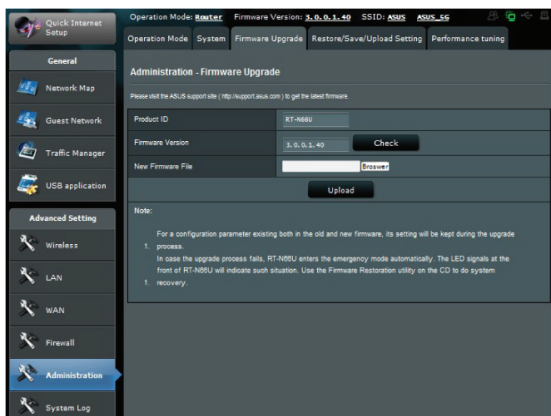 Quick Internet
Setup
General
Network Map
Guest Network
Traffic Manager
USB application
Advanced Setting
Wireless
LAN
WAN
Firewall
Administration
System Log
Operation Mode: Router Firmware Version: 3.0.0.1.40 SSID: ASUS ASUS_5G
Operation Mode System Firmware Upgrade Restore/Save/Upload Setting Performance tuning
Administration - Firmware Upgrade
Please visit the ASUS support site ( http://support.asus.com ) to get the latest firmware.
Product ID RT-N66U
Firmware Version 3.0.0.1.40 Check
New Firmware File Broswer
Upload
Note:
For a configuration parameter existing both in the old and new firmware, its setting will be kept during the upgrade
1. process.
In case the upgrade process fails, RT-N66U enters the emergency mode automatically. The LED signals at the
front of RT-N66U will indicate such situation. Use the Firmware Restoration utility on the CD to do system
1. recovery.